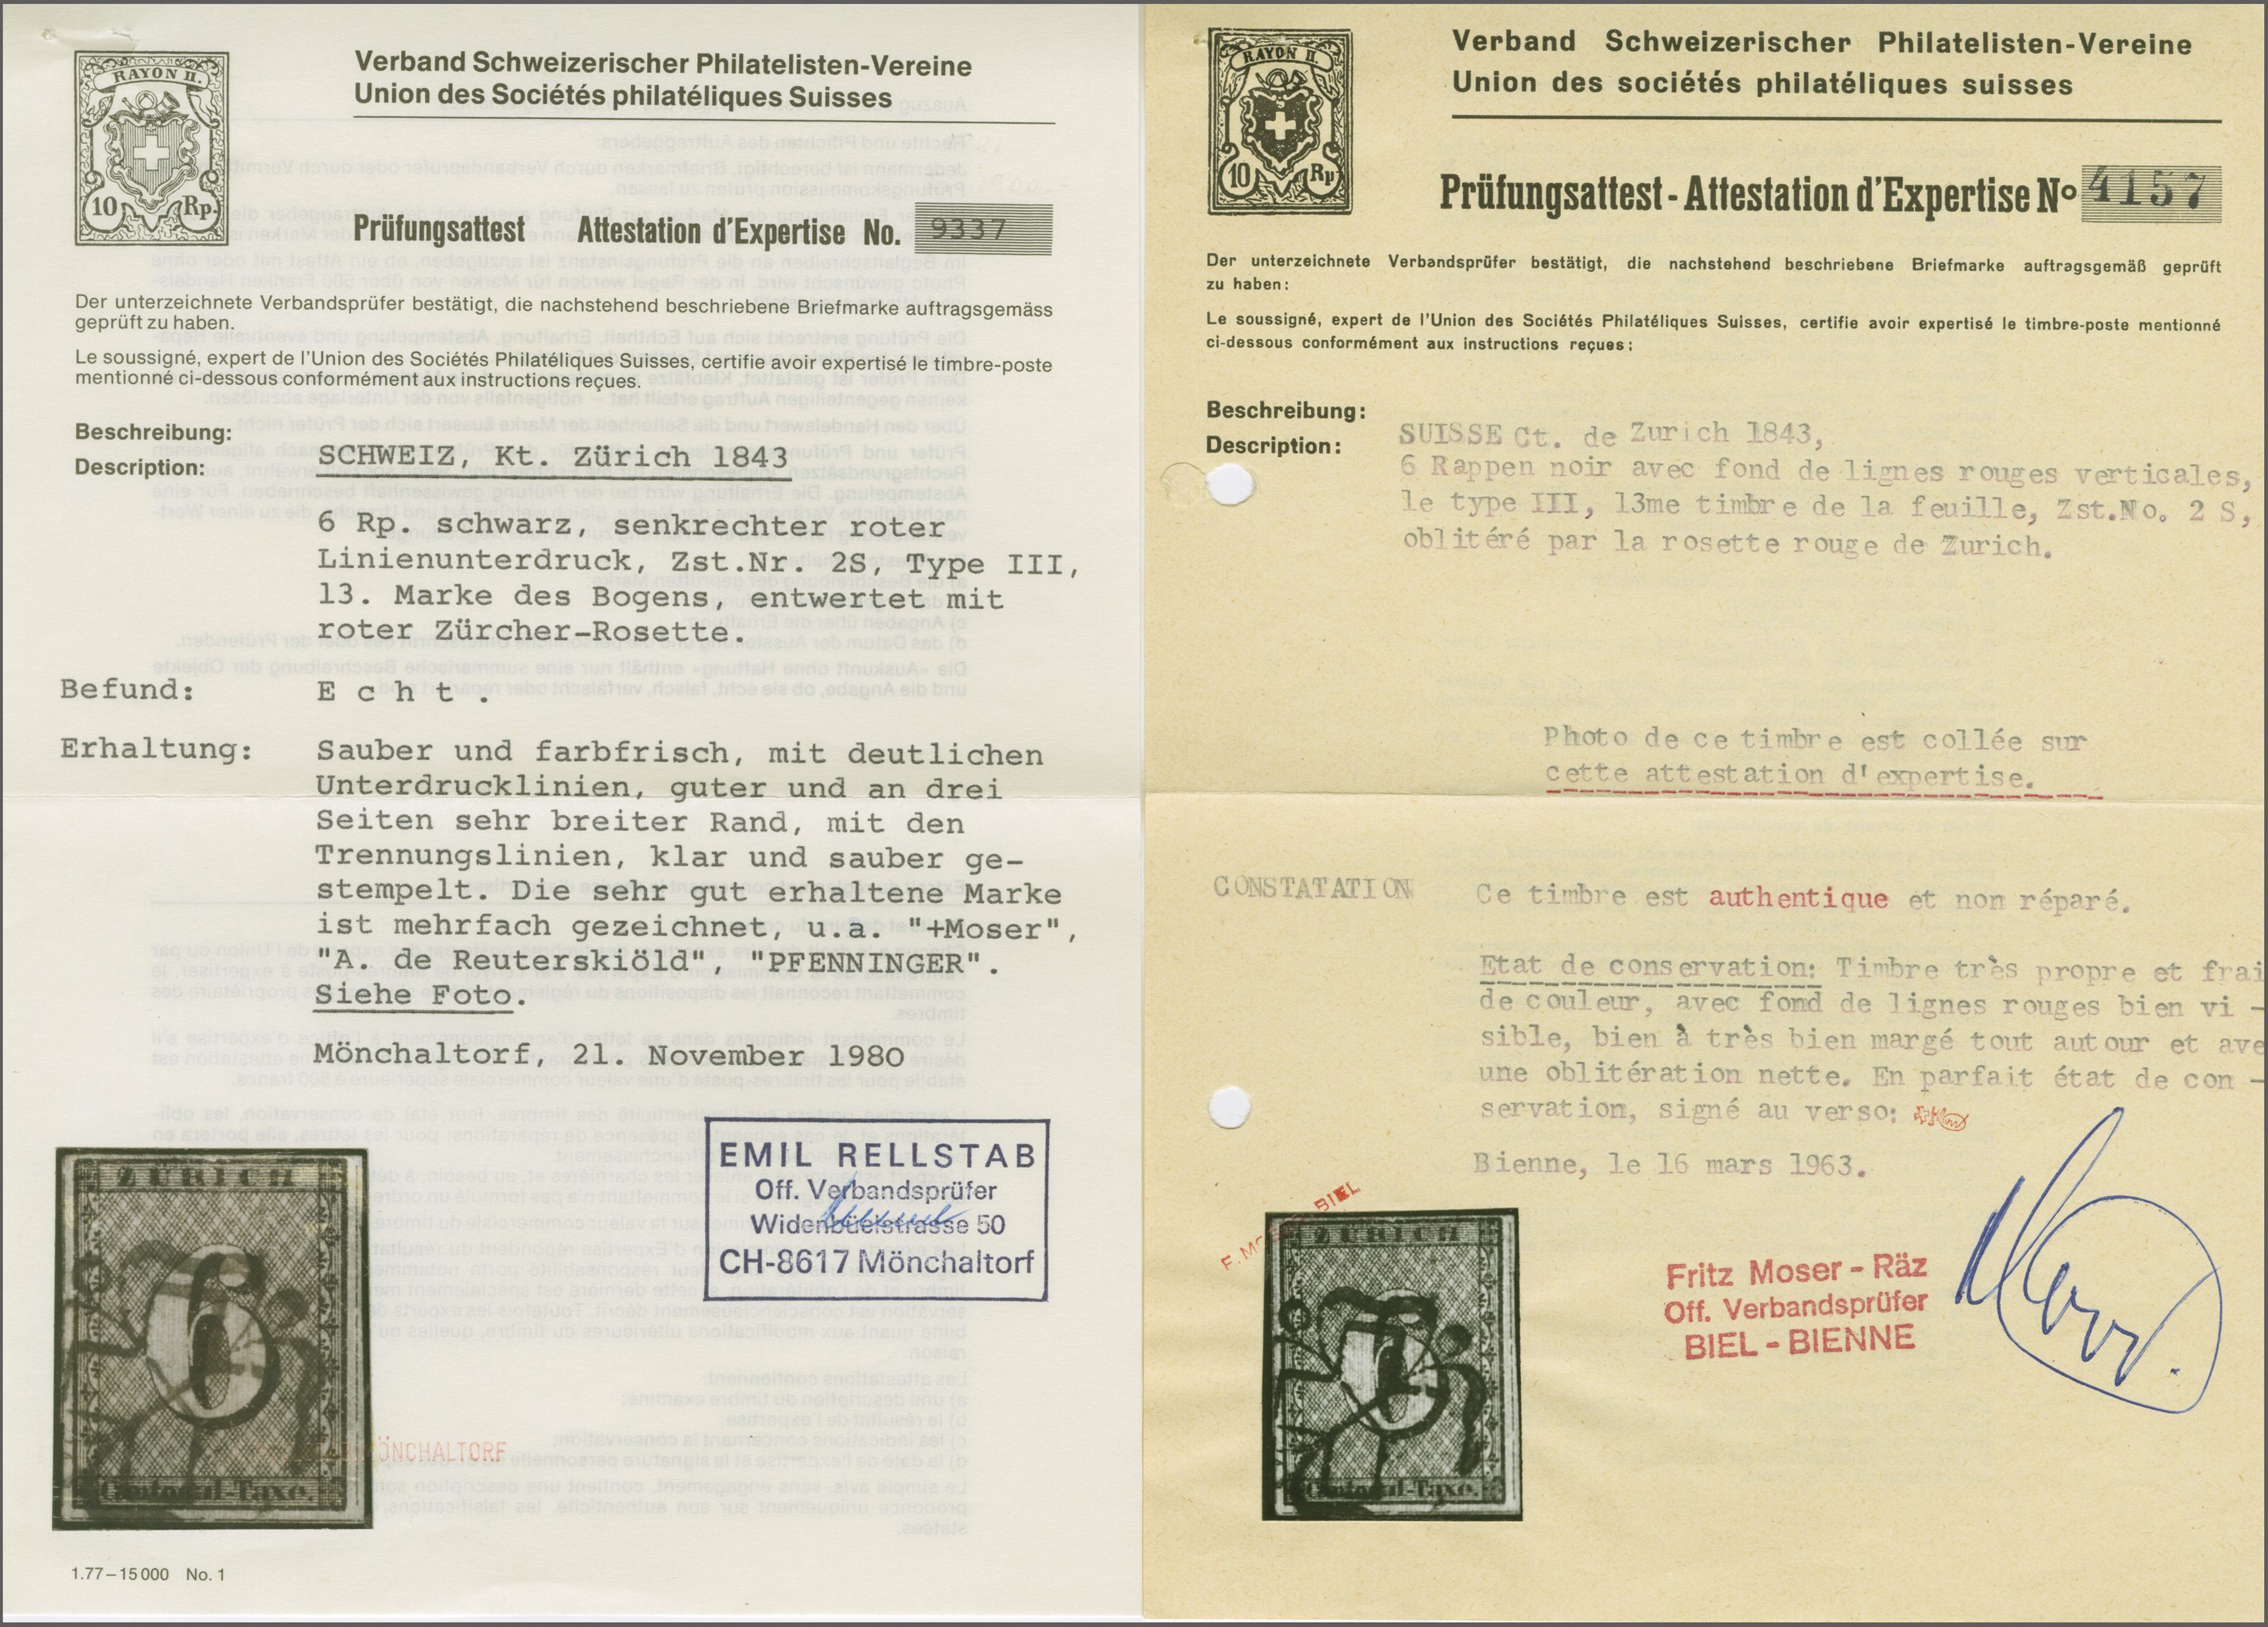 RAYON II.
10 Rp.
Verband Schweizerischer Philatelisten-Vereine
Union des Sociétés philatéliques Suisses
Prüfungsattest Attestation d'Expertise No. 9337
Der unterzeichnete Verbandsprüfer bestätigt, die nachstehend beschriebene Briefmarke auftragsgemäss
geprüft zu haben.
Le soussigné, expert de l'Union des Sociétés Philatéliques Suisses, certifie avoir expertisé le timbre-poste
mentionné ci-dessous conformément aux instructions reçues.
Beschreibung:
Description:
SCHWEIZ, Kt. Zürich 1843
6 Rp. schwarz, senkrechter roter
Linienunterdruck, Zst.Nr. 2S, Type III,
13. Marke des Bogens, entwertet mit
roter Zürcher-Rosette.
Befund: E c h t .
Erhaltung: Sauber und farbfrisch, mit deutlichen
Unterdrucklinien, guter und an drei
Seiten sehr breiter Rand, mit den
Trennungslinien, klar und sauber ge-
stempelt. Die sehr gut erhaltene Marke
ist mehrfach gezeichnet, u.a. "+Moser",
"A. de Reuterskiöld", "PFENNINGER".
Siehe Foto.
Mönchaltorf, 21. November 1980
EMIL RELLSTAB
Off. Verbandsprüfer
Widenbüelstrasse 50
CH-8617 Mönchaltorf
ZÜRICH
6
Cantonal-Taxe.
MÖNCHALTORF
1.77–15 000 No. 1
RAYON II.
10 Rp
Verband Schweizerischer Philatelisten-Vereine
Union des sociétés philatéliques suisses
Prüfungsattest - Attestation d'Expertise No 4157
Der unterzeichnete Verbandsprüfer bestätigt, die nachstehend beschriebene Briefmarke auftragsgemäß geprüft
zu haben:
Le soussigné, expert de l'Union des Sociétés Philatéliques Suisses, certifie avoir expertisé le timbre-poste mentionné
ci-dessous conformément aux instructions reçues:
Beschreibung:
Description:
SUISSE Ct. de Zurich 1843,
6 Rappen noir avec fond de lignes rouges verticales,
le type III, 13me timbre de la feuille, Zst.No. 2 S,
oblitéré par la rosette rouge de Zurich.
Photo de ce timbre est collée sur
cette attestation d'expertise.
CONSTATATION Ce timbre est authentique et non réparé.
Etat de conservation: Timbre très propre et frai
de couleur, avec fond de lignes rouges bien vi -
sible, bien à très bien margé tout autour et ave
une oblitération nette. En parfait état de con -
servation, signé au verso:
Bienne, le 16 mars 1963.
BIEL
ZÜRICH
6
Cantonal-Taxe.
Fritz Moser - Räz
Off. Verbandsprüfer
BIEL - BIENNE